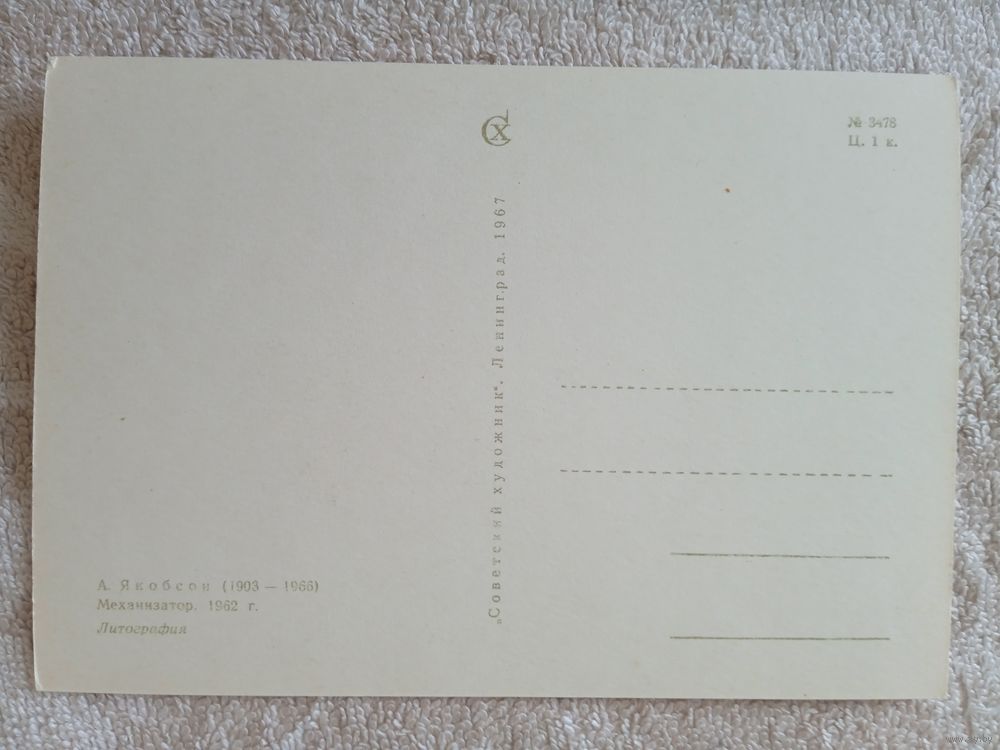 СХ
№ 3478
Ц. 1 к.
„Советский художник“. Ленинград. 1967
А. Якобсон (1903 — 1966)
Механизатор. 1962 г.
Литография